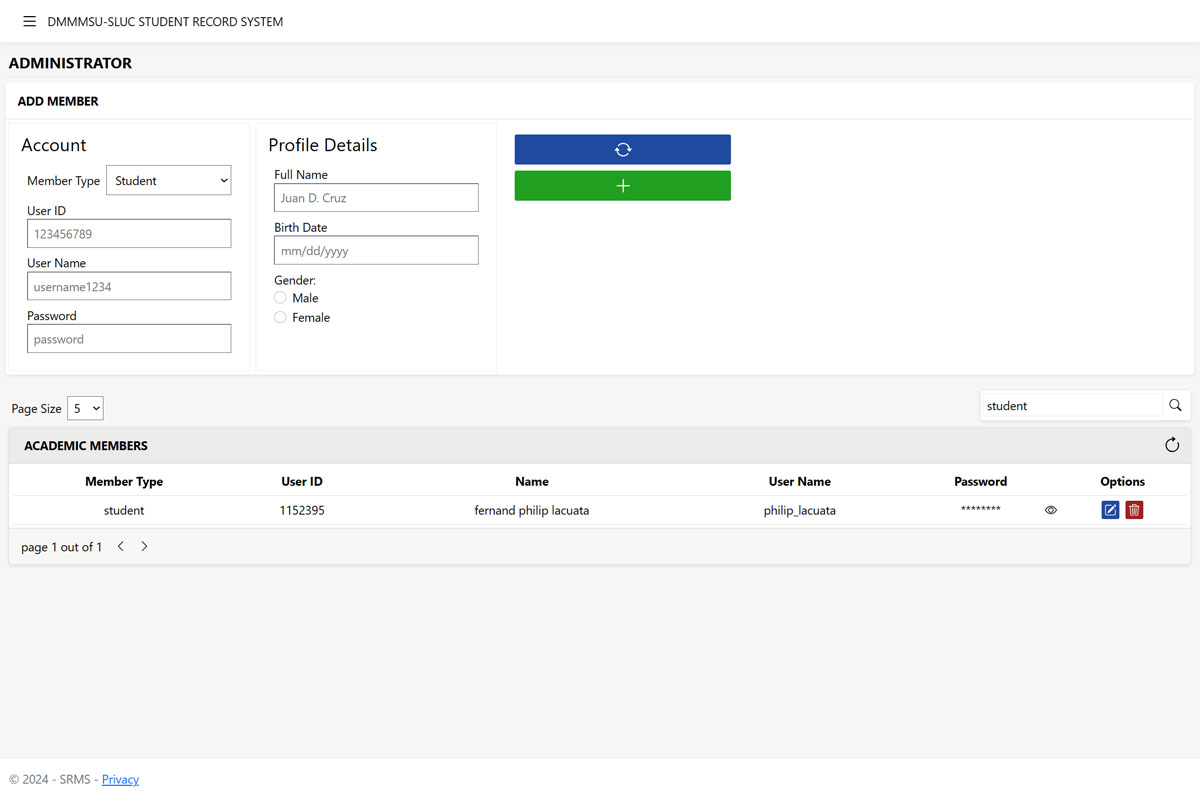 DMMMSU-SLUC STUDENT RECORD SYSTEM
ADMINISTRATOR
ADD MEMBER
Account
Member Type Student
User ID
123456789
User Name
username1234
Password
password
Profile Details
Full Name
Juan D. Cruz
Birth Date
mm/dd/yyyy
Gender:
Male
Female
Page Size 5
student
ACADEMIC MEMBERS
Member Type User ID Name User Name Password Options
student 1152395 fernand philip lacuata philip_lacuata ********
page 1 out of 1
© 2024 - SRMS - Privacy